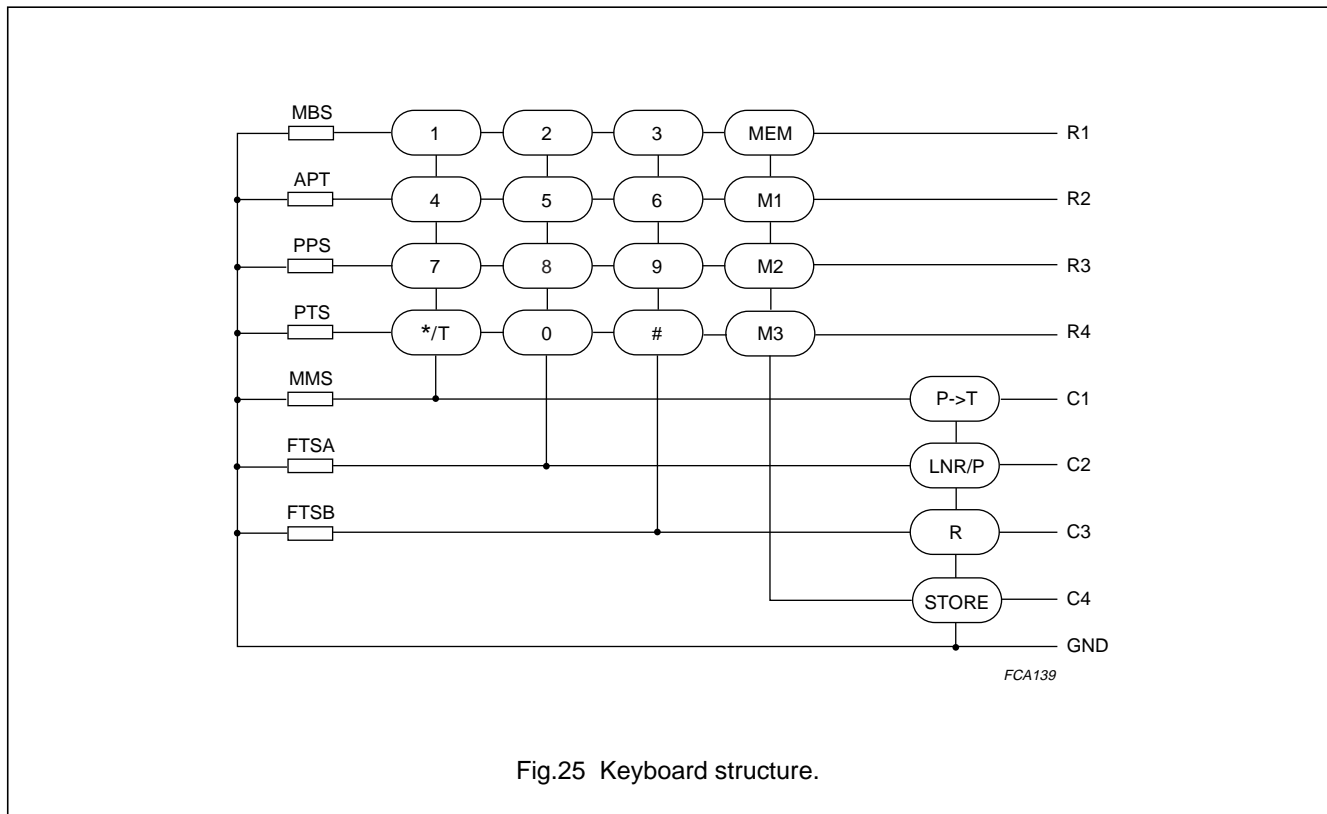 MBS
1 2 3 MEM R1
APT
4 5 6 M1 R2
PPS
7 8 9 M2 R3
PTS
*/T 0 # M3 R4
MMS
P->T C1
FTSA
LNR/P C2
FTSB
R C3
STORE C4
GND
FCA139
Fig.25 Keyboard structure.